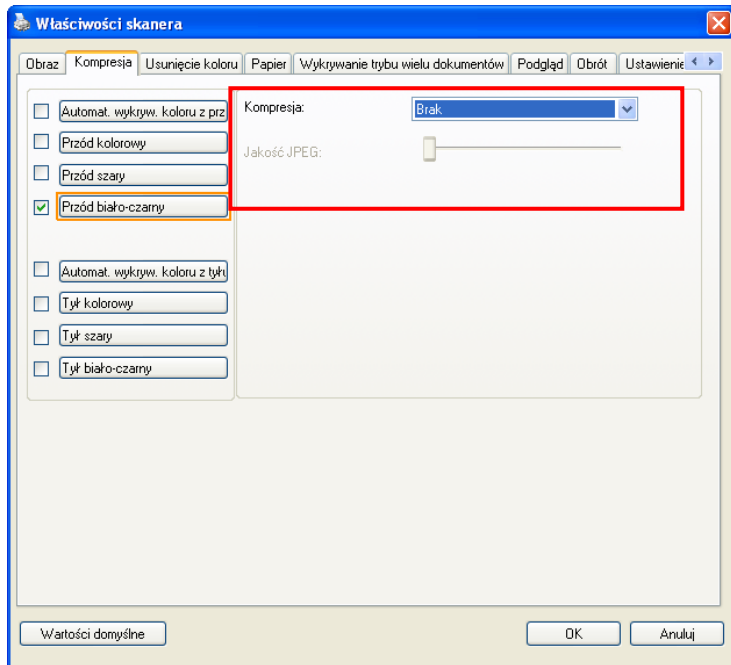 Właściwości skanera
Obraz Kompresja Usunięcie koloru Papier Wykrywanie trybu wielu dokumentów Podgląd Obrót Ustawienie
Automat. wykryw. koloru z prz
Przód kolorowy
Przód szary
Przód biało-czarny
Automat. wykryw. koloru z tyłu
Tył kolorowy
Tył szary
Tył biało-czarny
Kompresja: Brak
Jakość JPEG:
Wartości domyślne OK Anuluj